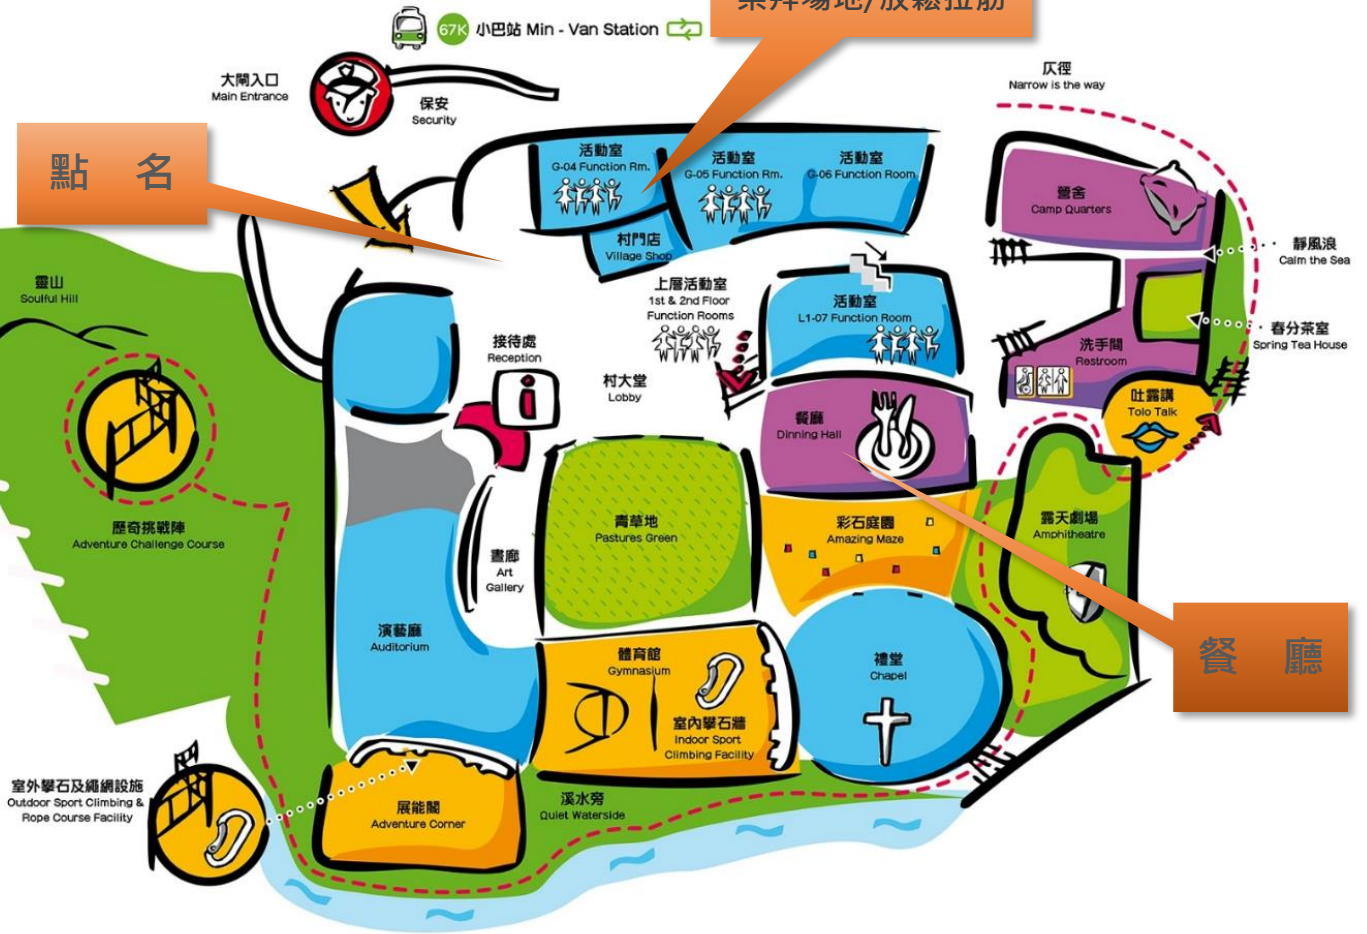 崇拜場地/放鬆拉筋
67K 小巴站 Min - Van Station
大閘入口
Main Entrance
保安
Security
仄徑
Narrow is the way
點 名
活動室
G-04 Function Rm.
活動室
G-05 Function Rm.
活動室
G-06 Function Room
營舍
Camp Quarters
村門店
Village Shop
靜風浪
Calm the Sea
靈山
Soulful Hill
上層活動室
1st & 2nd Floor
Function Rooms
活動室
L1-07 Function Room
春分茶室
Spring Tea House
接待處
Reception
洗手間
Restroom
村大堂
Lobby
吐露講
Tolo Talk
餐廳
Dinning Hall
歷奇挑戰陣
Adventure Challenge Course
青草地
Pastures Green
彩石庭園
Amazing Maze
露天劇場
Amphitheatre
畫廊
Art
Gallery
演藝廳
Auditorium
體育館
Gymnasium
禮堂
Chapel
餐 廳
室內攀石牆
Indoor Sport
Climbing Facility
室外攀石及繩網設施
Outdoor Sport Climbing &
Rope Course Facility
展能閣
Adventure Corner
溪水旁
Quiet Waterside